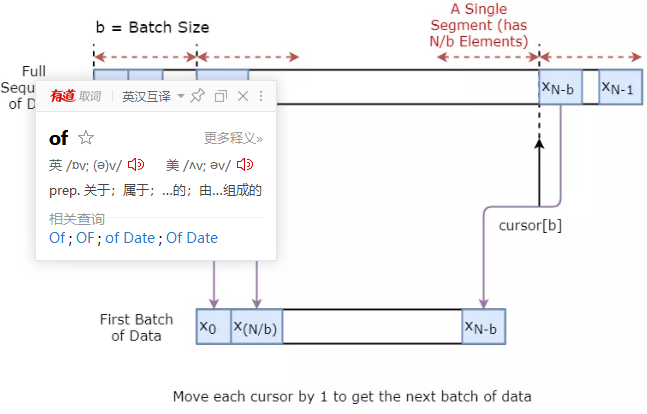 b = Batch Size
A Single
Segment (has
N/b Elements)
Full
Sequ
of D
x_{N-b}
x_{N-1}
有道 取词
英汉互译
of
更多释义»
英 /ɒv; (ə)v/
美 /ʌv; əv/
prep. 关于；属于；…的；由…组成的
相关查询
Of ; OF ; of Date ; Of Date
cursor[b]
First Batch
of Data
x_0
x_{(N/b)}
x_{N-b}
Move each cursor by 1 to get the next batch of data